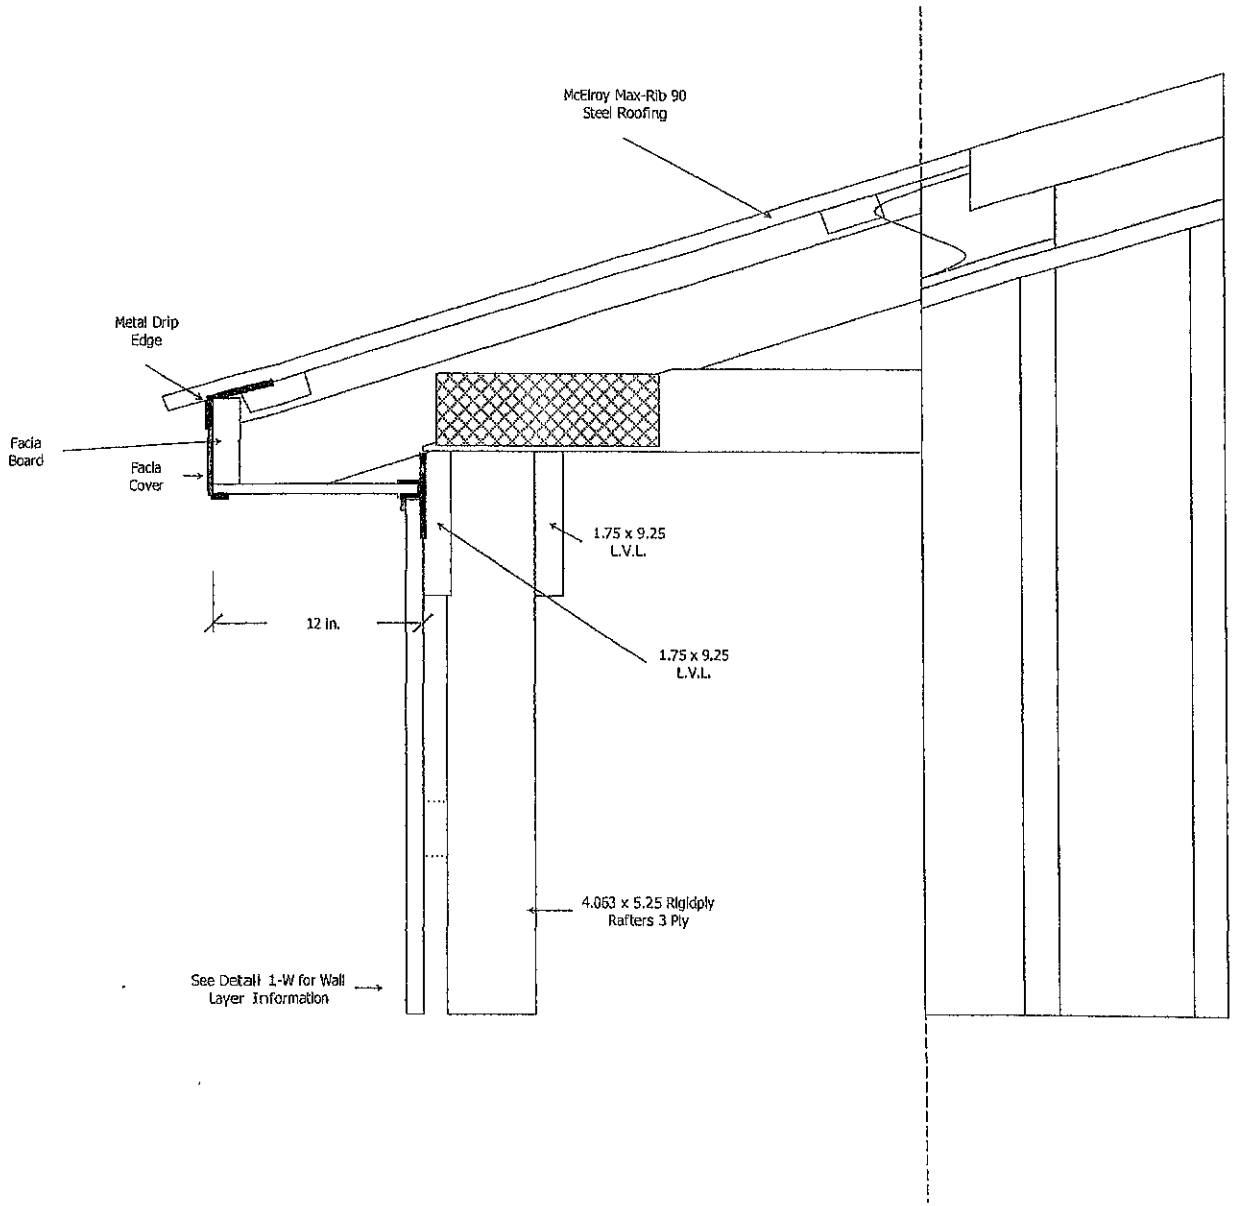 McElroy Max-Rib 90
Steel Roofing
Metal Drip
Edge
Facia
Board
Facia
Cover
1.75 x 9.25
L.V.L.
12 in.
1.75 x 9.25
L.V.L.
4.063 x 5.25 Rigidply
Rafters 3 Ply
See Detail 1-W for Wall
Layer Information